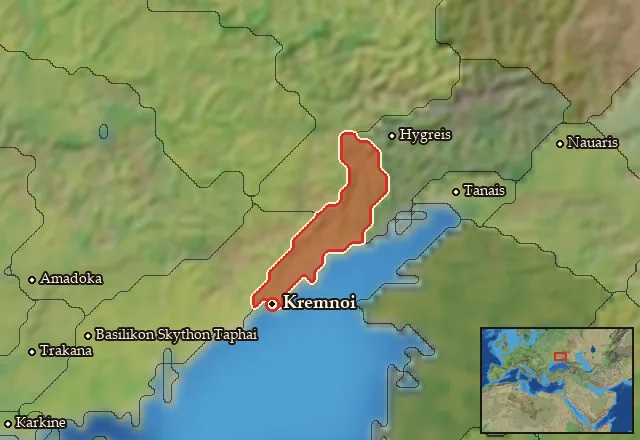 Hygreis
Nauaris
Tanais
Amadoka
Kremnoi
Basilikon Skython Taphai
Trakana
Karkine